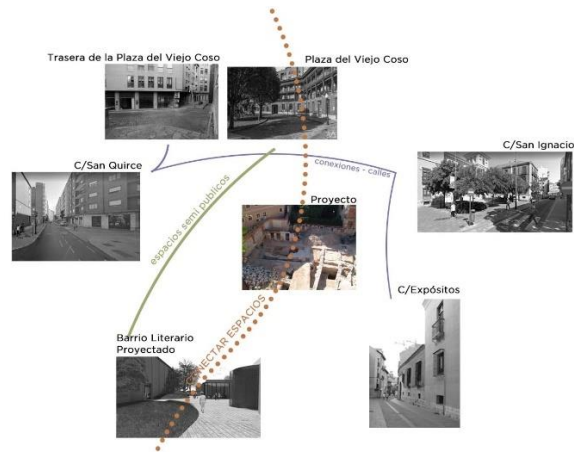 Trasera de la Plaza del Viejo Coso
Plaza del Viejo Coso
C/San Quirce
C/San Ignacio
conexiones - calles
espacios semi publicos
Proyecto
C/Expósitos
CONECTAR ESPACIOS
Barrio Literario
Proyectado